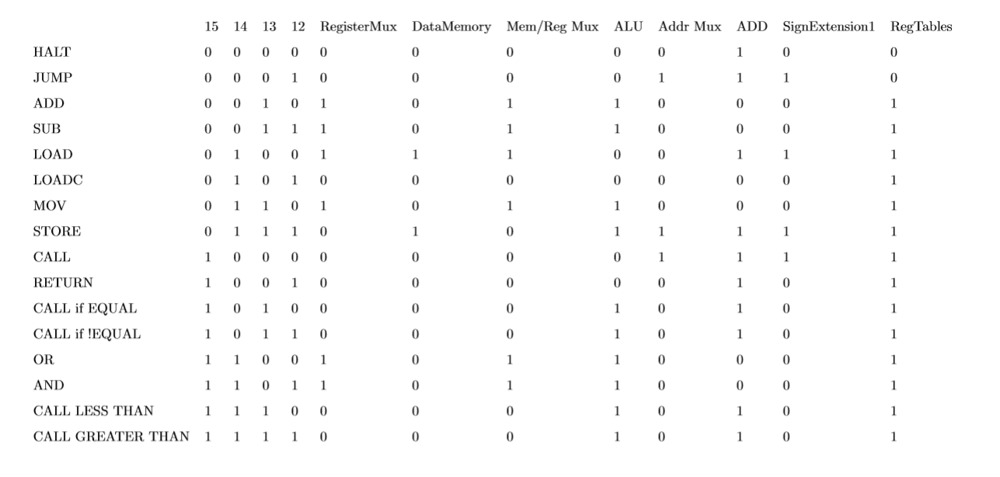 15 14 13 12 RegisterMux DataMemory Mem/Reg Mux ALU Addr Mux ADD SignExtension1 RegTables
HALT 0 0 0 0 0 0 0 0 0 1 0 0
JUMP 0 0 0 1 0 0 0 0 1 1 1 0
ADD 0 0 1 0 1 0 1 1 0 0 0 1
SUB 0 0 1 1 1 0 1 1 0 0 0 1
LOAD 0 1 0 0 1 1 1 0 0 1 1 1
LOADC 0 1 0 1 0 0 0 0 0 0 0 1
MOV 0 1 1 0 1 0 1 1 0 0 0 1
STORE 0 1 1 1 0 1 0 1 1 1 1 1
CALL 1 0 0 0 0 0 0 0 1 1 1 1
RETURN 1 0 0 1 0 0 0 0 0 1 0 1
CALL if EQUAL 1 0 1 0 0 0 0 1 0 1 0 1
CALL if !EQUAL 1 0 1 1 0 0 0 1 0 1 0 1
OR 1 1 0 0 1 0 1 1 0 0 0 1
AND 1 1 0 1 1 0 1 1 0 0 0 1
CALL LESS THAN 1 1 1 0 0 0 0 1 0 1 0 1
CALL GREATER THAN 1 1 1 1 0 0 0 1 0 1 0 1